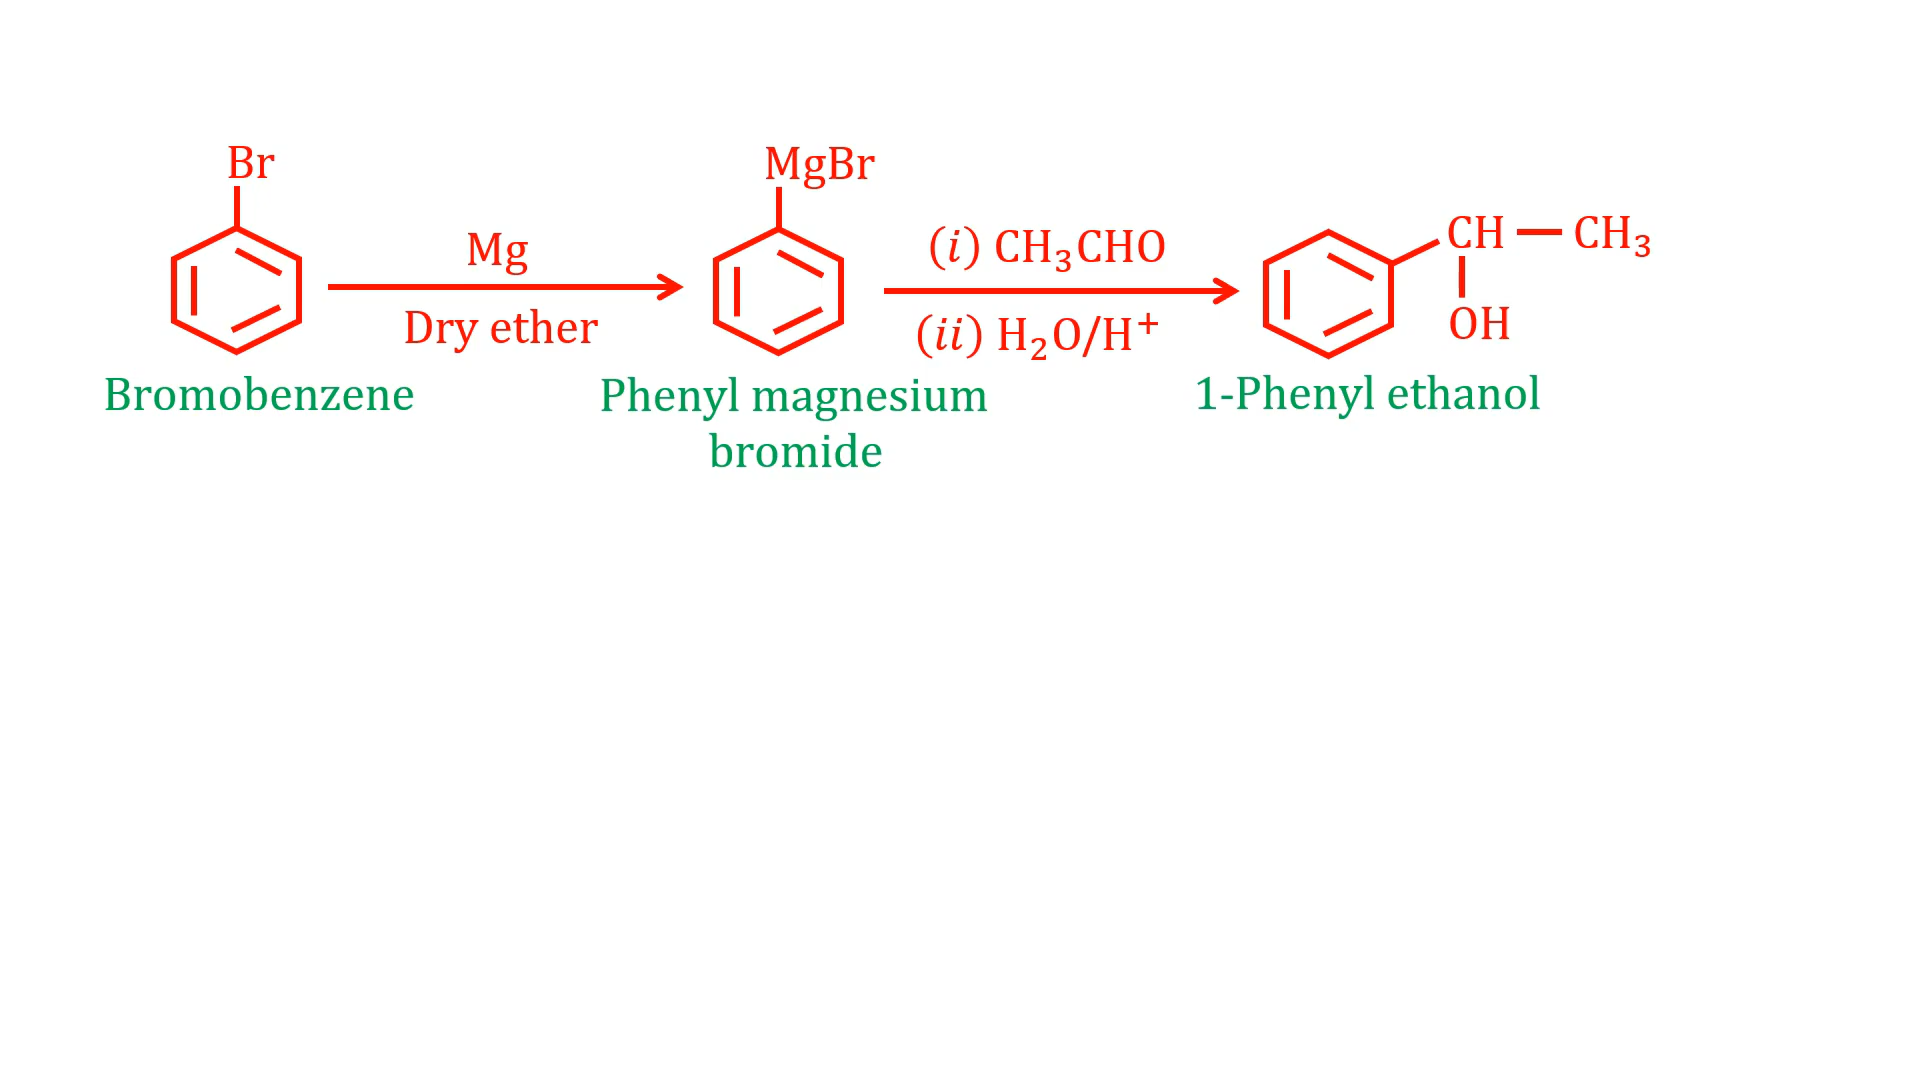 Br
MgBr
Mg
Dry ether
(i) CH₃CHO
(ii) H₂O/H⁺
CH — CH₃
OH
Bromobenzene
Phenyl magnesium
bromide
1-Phenyl ethanol